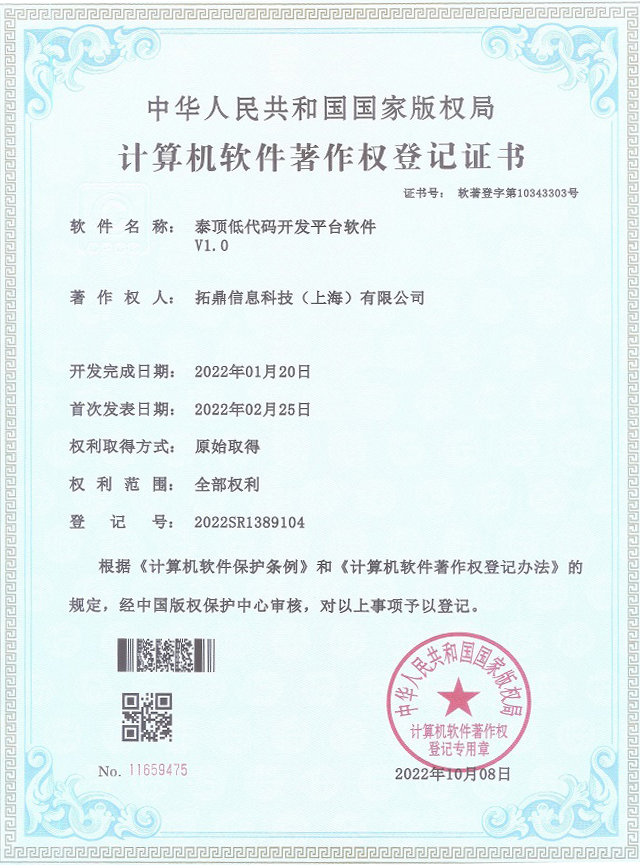 中华人民共和国国家版权局
计算机软件著作权登记证书
证书号： 软著登字第10343303号
软件名称： 泰顶低代码开发平台软件
V1.0
著作权人： 拓鼎信息科技（上海）有限公司
开发完成日期： 2022年01月20日
首次发表日期： 2022年02月25日
权利取得方式： 原始取得
权利范围： 全部权利
登记号： 2022SR1389104
根据《计算机软件保护条例》和《计算机软件著作权登记办法》的
规定，经中国版权保护中心审核，对以上事项予以登记。
中华人民共和国国家版权局
计算机软件著作权
登记专用章
No. 11659475
2022年10月08日